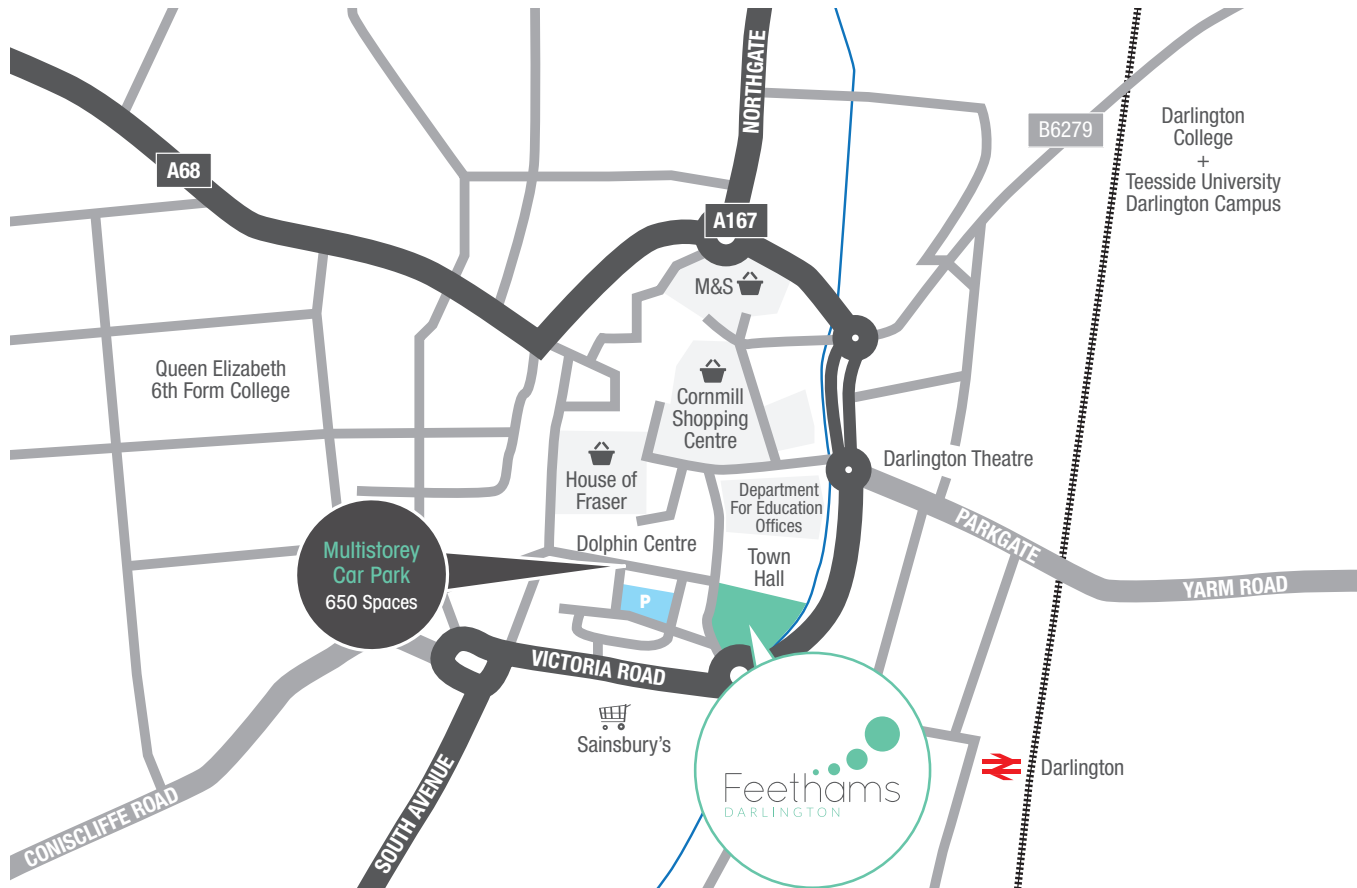 NORTHGATE
B6279
Darlington
College
+
Teesside University
Darlington Campus
A68
A167
M&S
Queen Elizabeth
6th Form College
Cornmill
Shopping
Centre
House of
Fraser
Darlington Theatre
Department
For Education
Offices
PARKGATE
YARM ROAD
Dolphin Centre
Town
Hall
Multistorey
Car Park
650 Spaces
P
VICTORIA ROAD
Sainsbury's
SOUTH AVENUE
CONISCLIFFE ROAD
Feethams
DARLINGTON
Darlington